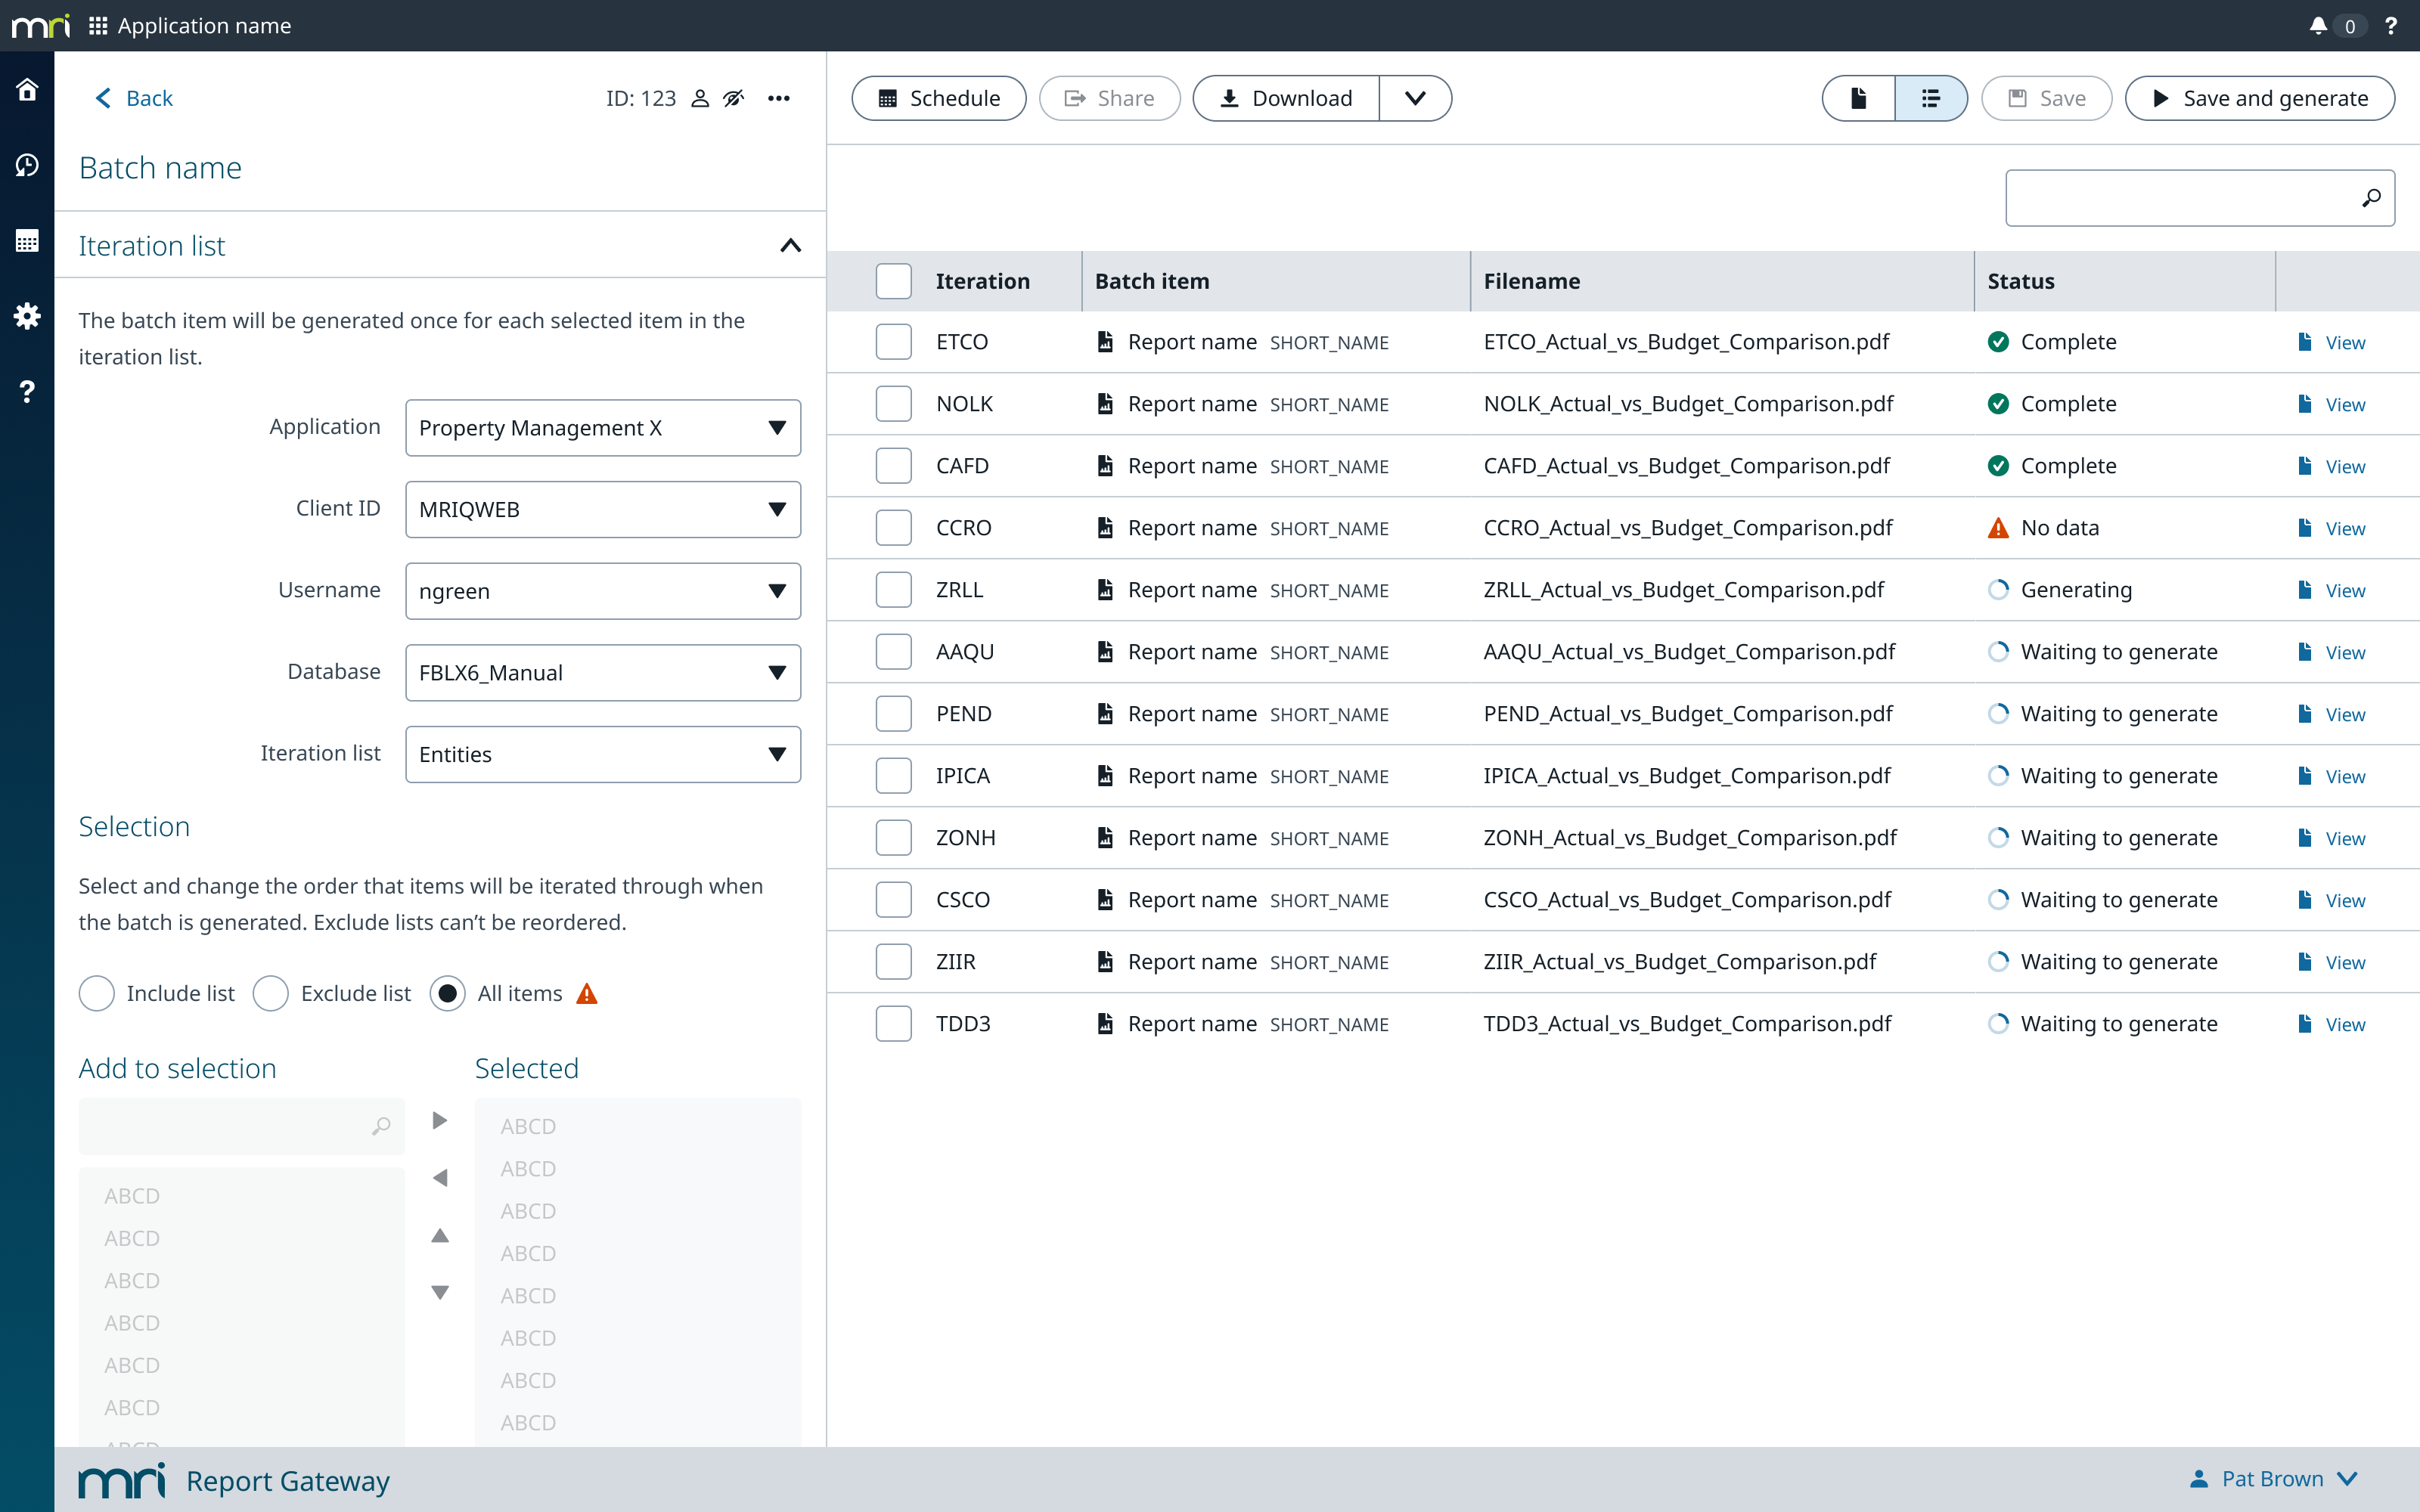 mri Application name 0 ?
Back ID: 123
Schedule Share Download Save Save and generate
Batch name
Iteration list
The batch item will be generated once for each selected item in the
iteration list.
Application Property Management X
Client ID MRIQWEB
Username ngreen
Database FBLX6_Manual
Iteration list Entities
Selection
Select and change the order that items will be iterated through when
the batch is generated. Exclude lists can’t be reordered.
Include list Exclude list All items
Add to selection
ABCD
ABCD
ABCD
ABCD
ABCD
ABCD
ABCD
Selected
ABCD
ABCD
ABCD
ABCD
ABCD
ABCD
ABCD
ABCD
Iteration Batch item Filename Status
ETCO Report name SHORT_NAME ETCO_Actual_vs_Budget_Comparison.pdf Complete View
NOLK Report name SHORT_NAME NOLK_Actual_vs_Budget_Comparison.pdf Complete View
CAFD Report name SHORT_NAME CAFD_Actual_vs_Budget_Comparison.pdf Complete View
CCRO Report name SHORT_NAME CCRO_Actual_vs_Budget_Comparison.pdf No data View
ZRLL Report name SHORT_NAME ZRLL_Actual_vs_Budget_Comparison.pdf Generating View
AAQU Report name SHORT_NAME AAQU_Actual_vs_Budget_Comparison.pdf Waiting to generate View
PEND Report name SHORT_NAME PEND_Actual_vs_Budget_Comparison.pdf Waiting to generate View
IPICA Report name SHORT_NAME IPICA_Actual_vs_Budget_Comparison.pdf Waiting to generate View
ZONH Report name SHORT_NAME ZONH_Actual_vs_Budget_Comparison.pdf Waiting to generate View
CSCO Report name SHORT_NAME CSCO_Actual_vs_Budget_Comparison.pdf Waiting to generate View
ZIIR Report name SHORT_NAME ZIIR_Actual_vs_Budget_Comparison.pdf Waiting to generate View
TDD3 Report name SHORT_NAME TDD3_Actual_vs_Budget_Comparison.pdf Waiting to generate View
mri Report Gateway Pat Brown